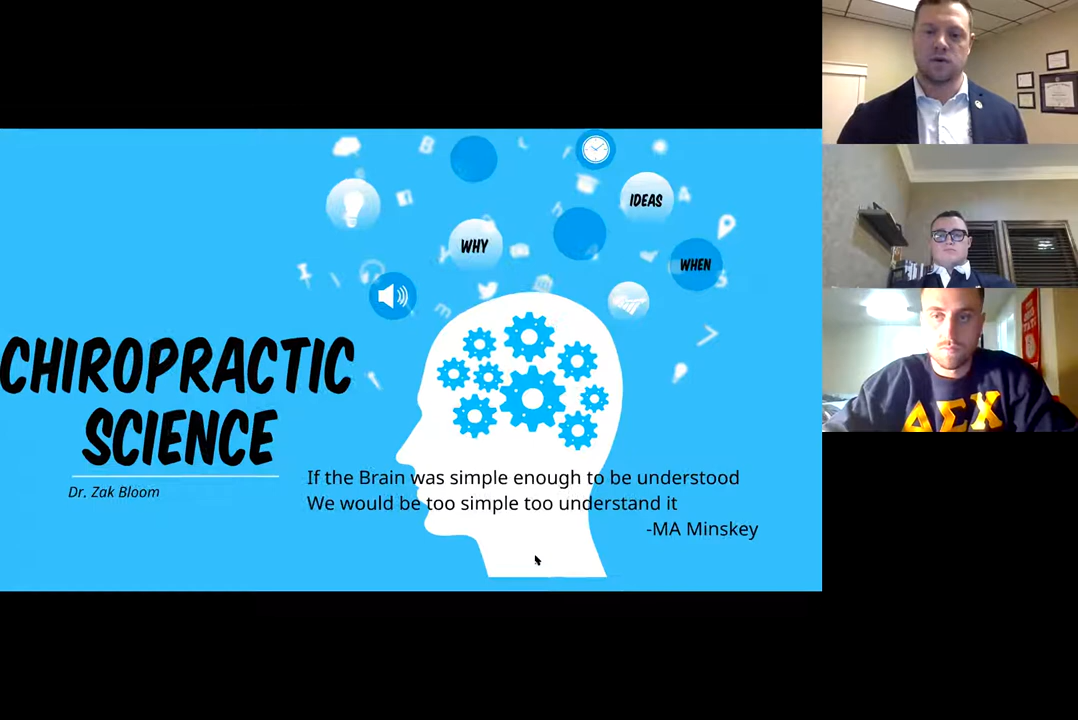 IDEAS
WHY
WHEN
CHIROPRACTIC
SCIENCE
Dr. Zak Bloom
If the Brain was simple enough to be understood
We would be too simple too understand it
-MA Minskey
ΔΣΧ